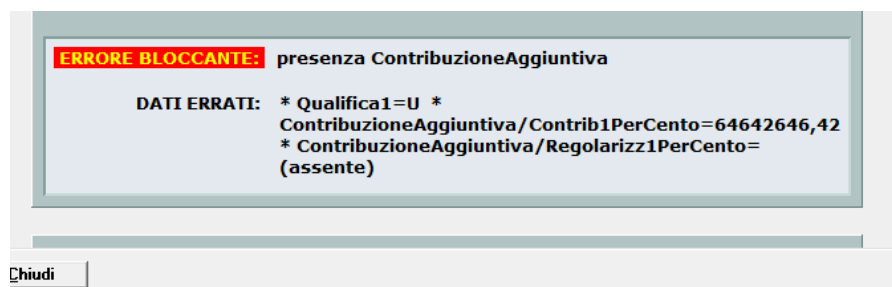 ERRORE BLOCCANTE: presenza ContribuzioneAggiuntiva
DATI ERRATI: * Qualifica1=U *
ContribuzioneAggiuntiva/Contrib1PerCento=64642646,42
* ContribuzioneAggiuntiva/Regolarizz1PerCento=
(assente)
Chiudi